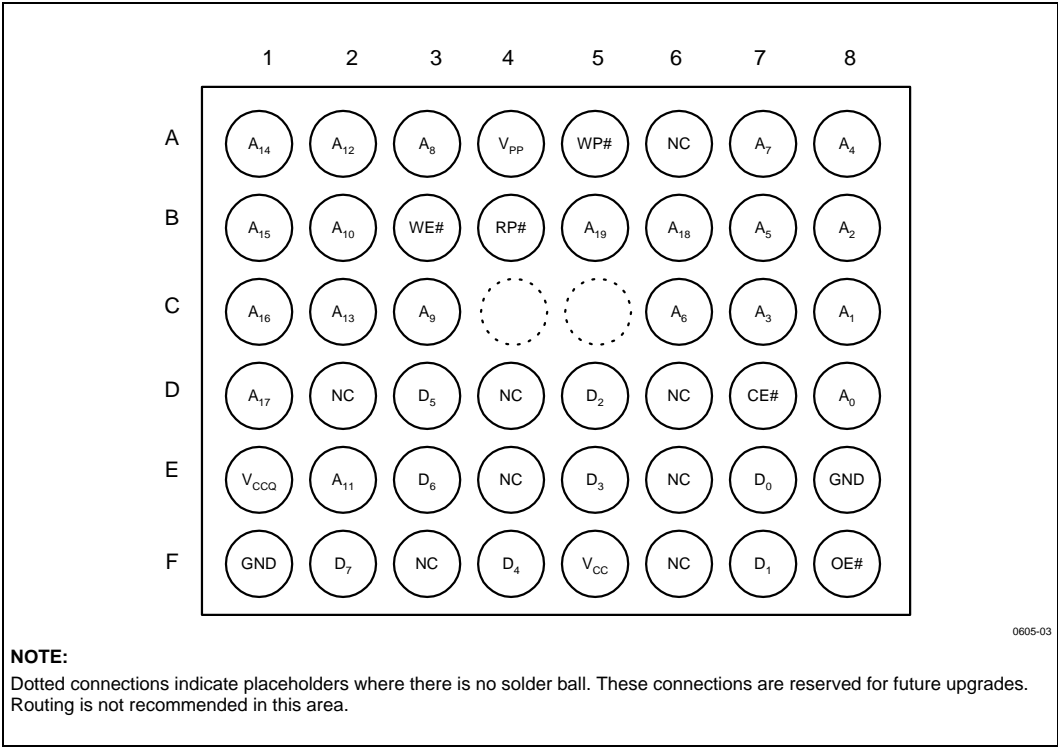 1 2 3 4 5 6 7 8
A A14 A12 A8 VPP WP# NC A7 A4
B A15 A10 WE# RP# A19 A18 A5 A2
C A16 A13 A9 A6 A3 A1
D A17 NC D5 NC D2 NC CE# A0
E VCCQ A11 D6 NC D3 NC D0 GND
F GND D7 NC D4 VCC NC D1 OE#
0605-03
NOTE:
Dotted connections indicate placeholders where there is no solder ball. These connections are reserved for future upgrades.
Routing is not recommended in this area.